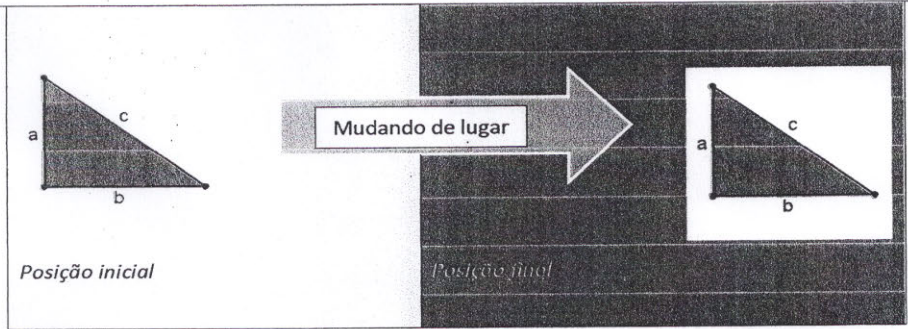 a
c
b
Mudando de lugar
a
c
b
Posição inicial
Posição final